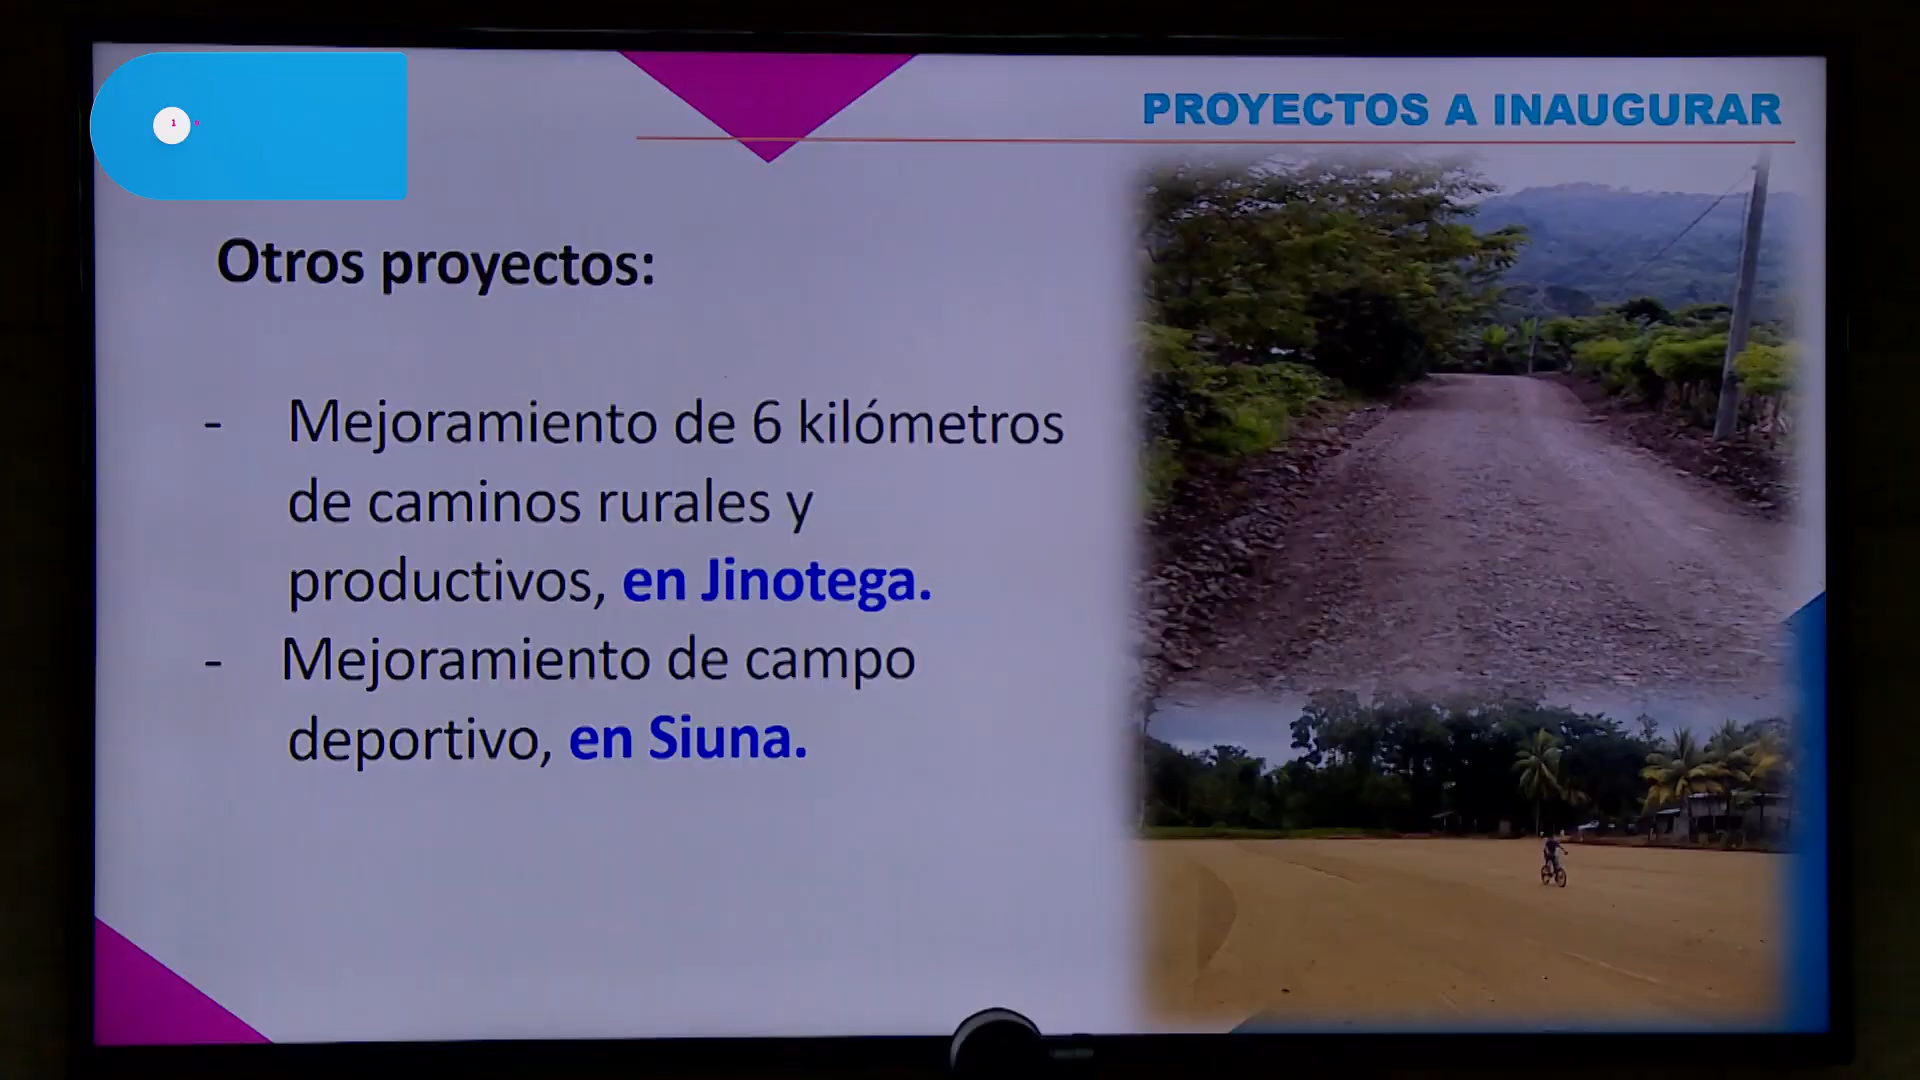 PROYECTOS A INAUGURAR
Otros proyectos:
- Mejoramiento de 6 kilómetros
de caminos rurales y
productivos, en Jinotega.
- Mejoramiento de campo
deportivo, en Siuna.